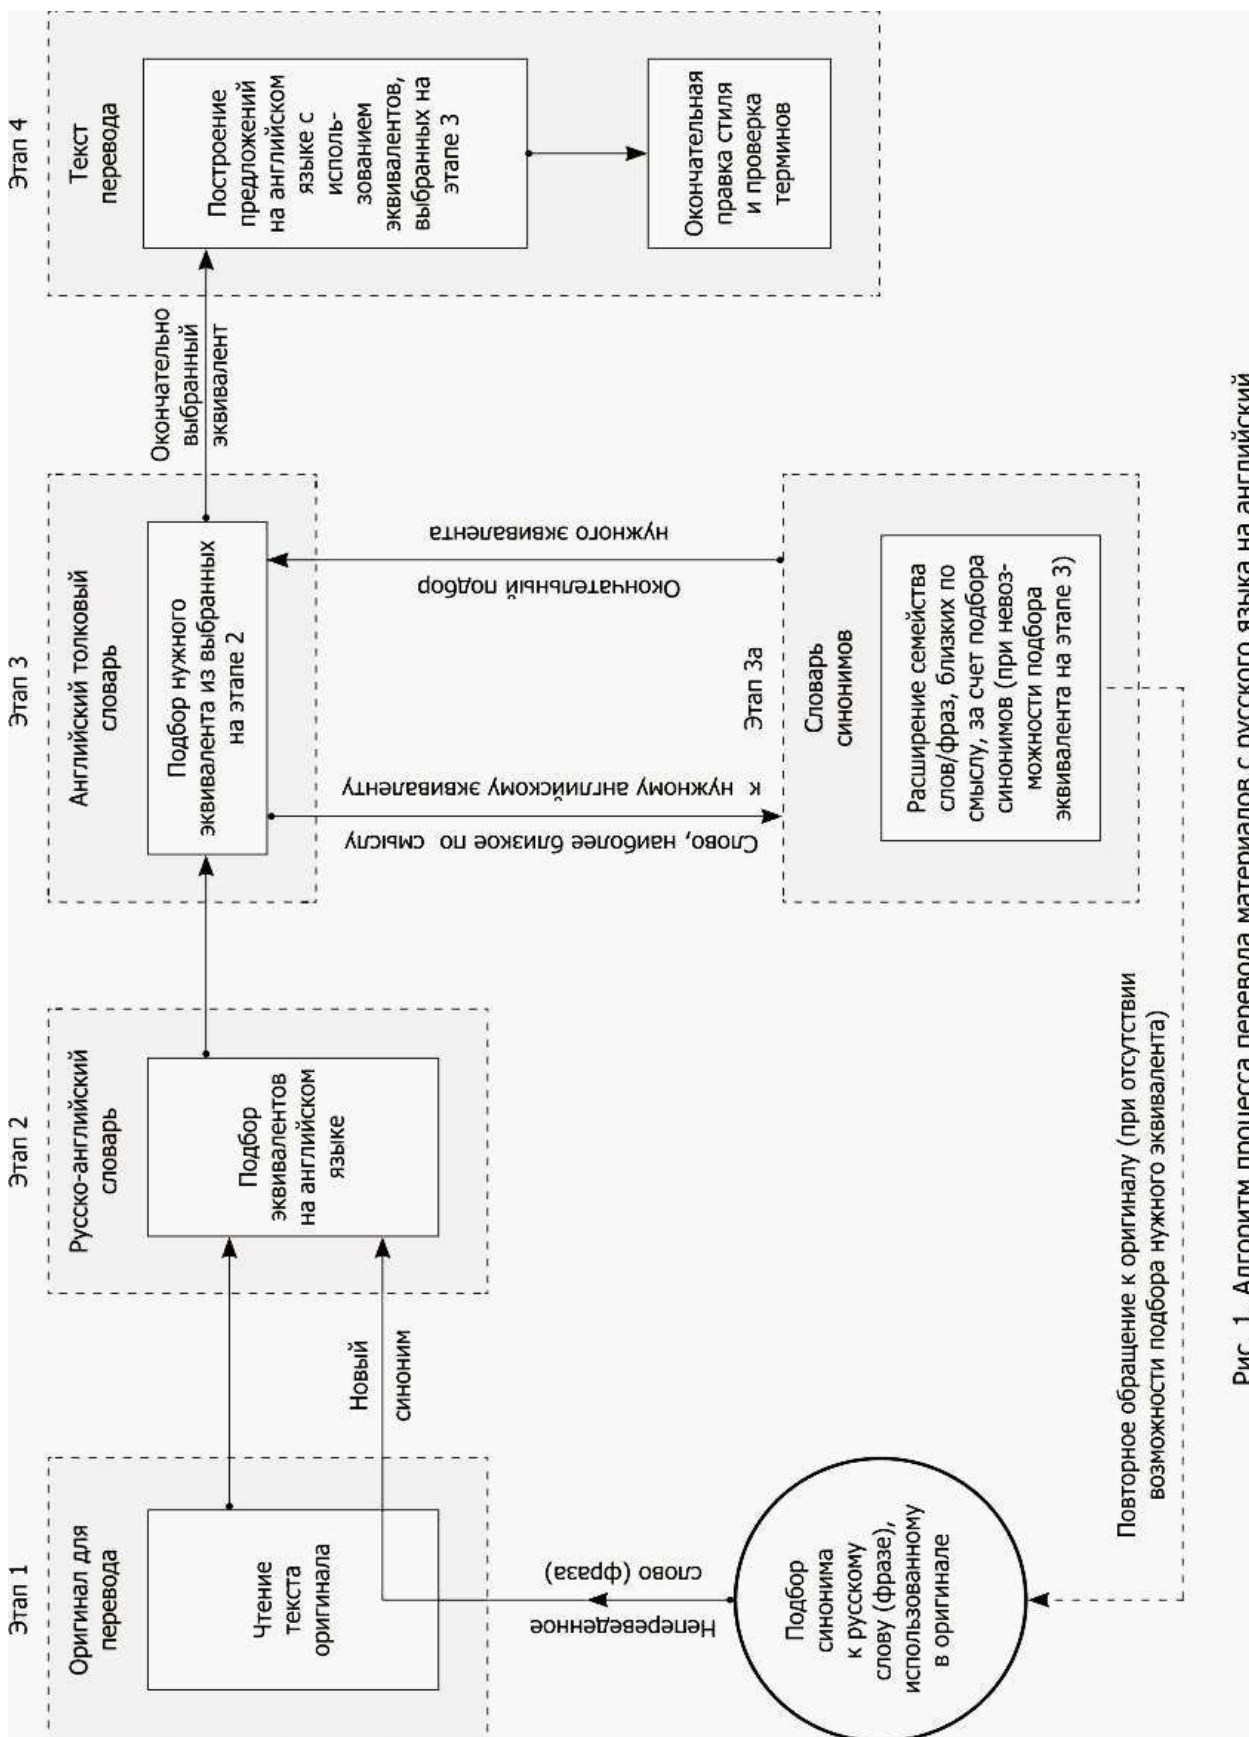 Этап 1
Оригинал для
перевода
Чтение
текста
оригинала
Этап 2
Русско-английский
словарь
Подбор
эквивалентов
на английском
языке
Новый
синоним
Этап 3
Английский толковый
словарь
Подбор нужного
эквивалента из выбранных
на этапе 2
Окончательно
выбранный
эквивалент
Этап 4
Текст
перевода
Построение
предложений
на английском
языке с
исполь-
зованием
эквивалентов,
выбранных на
этапе 3
Окончательная
правка стиля
и проверка
терминов
Слово, наиболее близкое по смыслу
к нужному английскому эквиваленту
Окончательный подбор
нужного эквивалента
Этап 3а
Словарь
синонимов
Расширение семейства
слов/фраз, близких по
смыслу, за счет подбора
синонимов (при невоз-
можности подбора
эквивалента на этапе 3)
Непереведенное
слово (фраза)
Подбор
синонима
к русскому
слову (фразе),
использованному
в оригинале
Повторное обращение к оригиналу (при отсутствии
возможности подбора нужного эквивалента)
Рис. 1. Алгоритм процесса перевода материалов с русского языка на английский